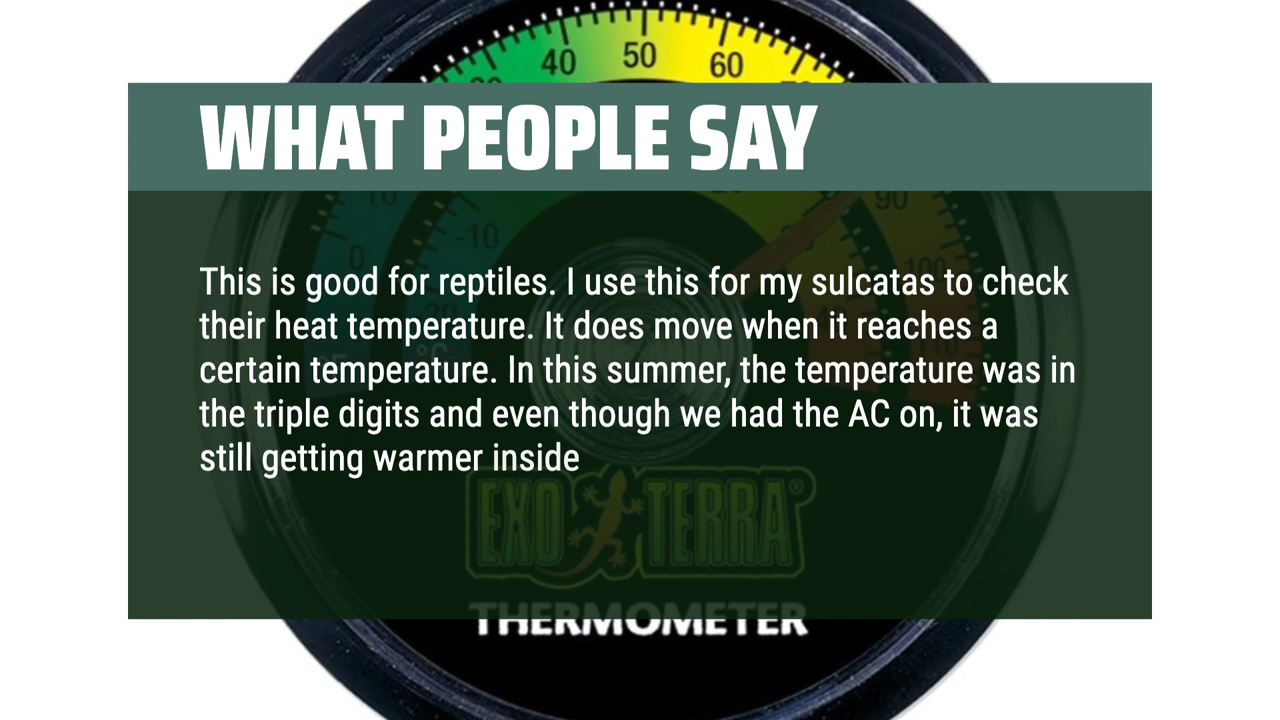 40 50 60
WHAT PEOPLE SAY
10 90
0 -10 100
This is good for reptiles. I use this for my sulcatas to check
their heat temperature. It does move when it reaches a
certain temperature. In this summer, the temperature was in
the triple digits and even though we had the AC on, it was
still getting warmer inside
EXO TERRA®
THERMOMETER